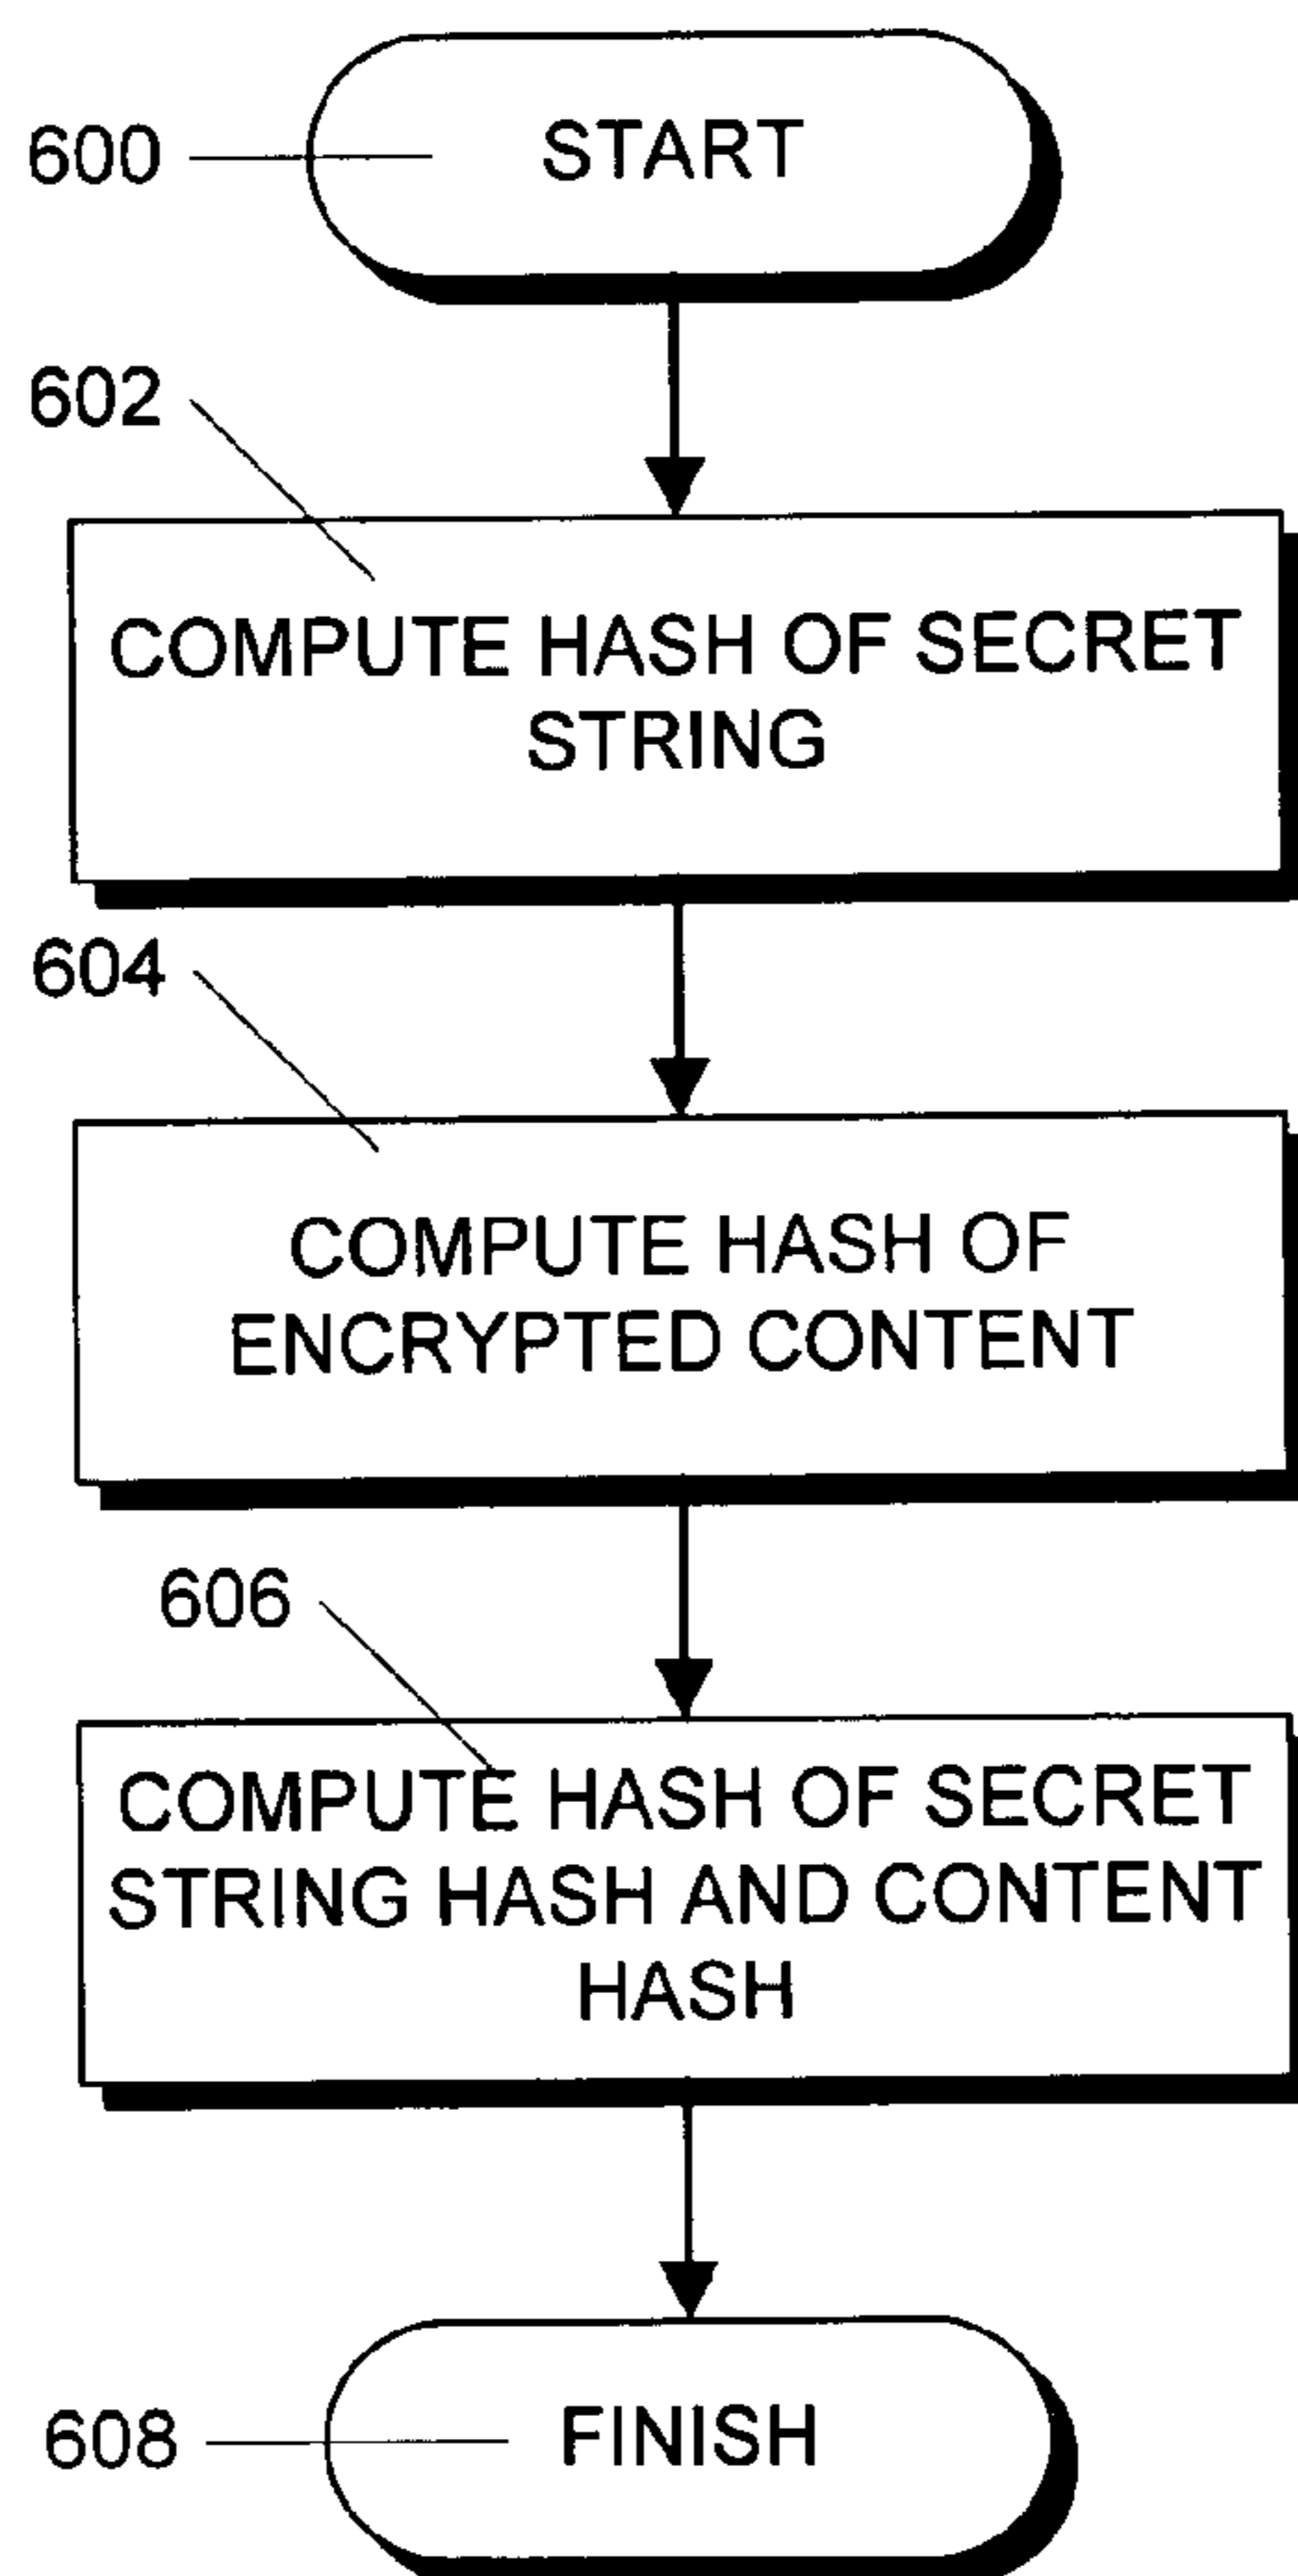 600
START
602
COMPUTE HASH OF SECRET
STRING
604
COMPUTE HASH OF
ENCRYPTED CONTENT
606
COMPUTE HASH OF SECRET
STRING HASH AND CONTENT
HASH
608
FINISH